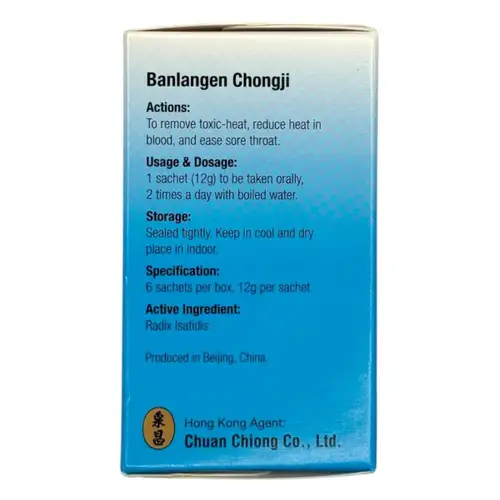 Banlangen Chongji
Actions:
To remove toxic-heat, reduce heat in
blood, and ease sore throat.
Usage & Dosage:
1 sachet (12g) to be taken orally,
2 times a day with boiled water.
Storage:
Sealed tightly. Keep in cool and dry
place in indoor.
Specification:
6 sachets per box, 12g per sachet.
Active Ingredient:
Radix Isatidis
Produced in Beijing, China.
泉昌
Hong Kong Agent:
Chuan Chiong Co., Ltd.